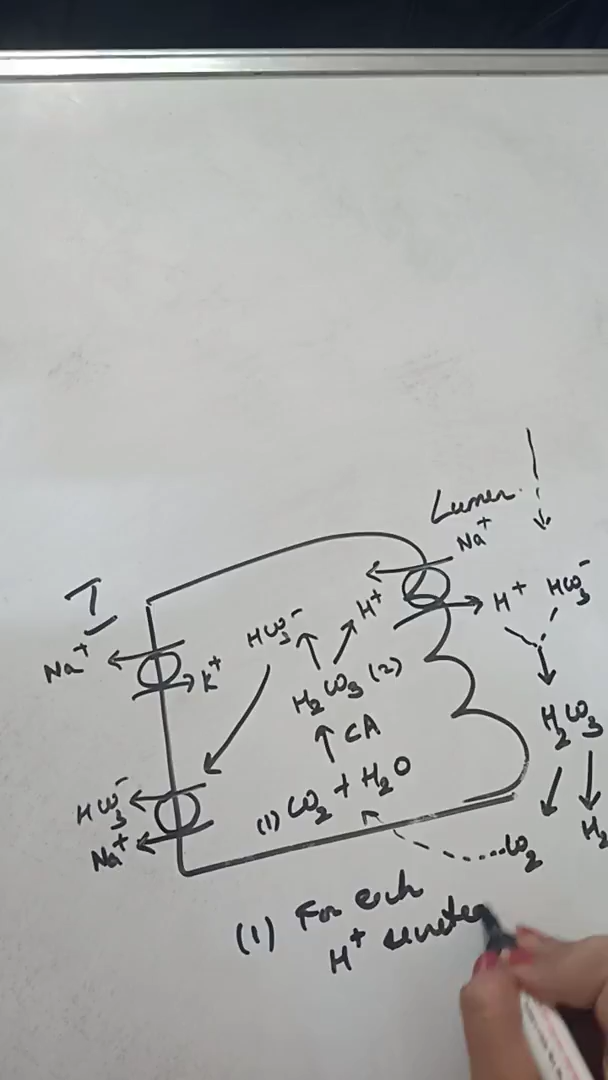 Lumen
Na⁺
I
Na⁺
K⁺
HCO₃⁻
H⁺
H⁺
HCO₃⁻
H₂CO₃ (2)
CA
H₂CO₃
HCO₃⁻
Na⁺
(1) CO₂ + H₂O
CO₂
H₂
(1) For each
H⁺ secreted